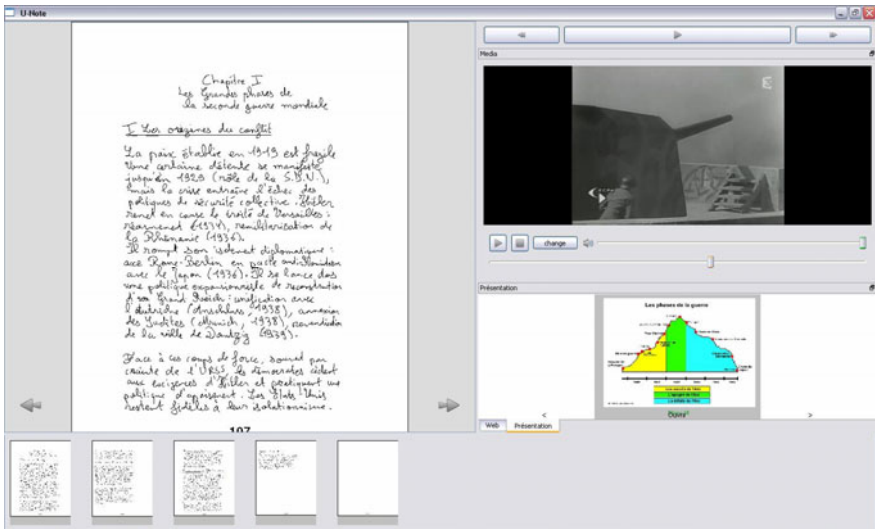 U-Note
Chapitre I
Les Grandes phases de
la seconde guerre mondiale
I Les origines du conflit
La paix établie en 1919 est fragile
Une certaine détente se manifeste
jusqu'en 1929 (rôle de la S.D.N.),
mais la crise entraîne l'échec des
politiques de sécurité collective. Hitler
remet en cause le traité de Versailles :
réarmement (1934), remilitarisation de
la Rhénanie (1936).
Il rompt son isolement diplomatique :
axe Rome-Berlin en pacte
avec le Japon (1936). Il se lance dans
une politique expansionnelle de reconstruction
d'un Grand Reich : unification avec
l'Autriche (Anschluss, 1938), annexion
des Sudètes (Munich, 1938), revendication
de la ville de Dantzig (1939).
Face à ces coups de force, sourd par
crainte de l'URSS, les démocrates cèdent
aux exigences d'Hitler et pratiquent une
politique d'apaisement. Les Etats-Unis
restent fidèles à leur isolationnisme.
107
Media
change
Présentation
Les phases de la guerre
Web
Présentation